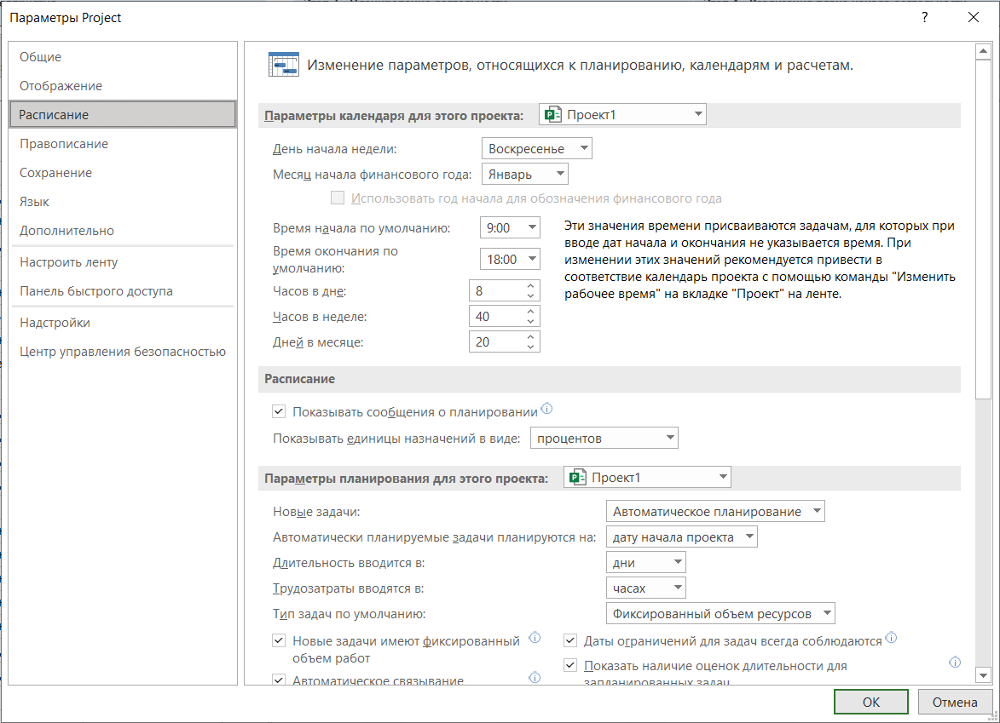 Параметры Project
?
Общие
Отображение
Расписание
Правописание
Сохранение
Язык
Дополнительно
Настроить ленту
Панель быстрого доступа
Надстройки
Центр управления безопасностью
Изменение параметров, относящихся к планированию, календарям и расчетам.
Параметры календаря для этого проекта: Проект1
День начала недели: Воскресенье
Месяц начала финансового года: Январь
Использовать год начала для обозначения финансового года
Время начала по умолчанию: 9:00
Время окончания по
умолчанию: 18:00
Часов в дне: 8
Часов в неделе: 40
Дней в месяце: 20
Эти значения времени присваиваются задачам, для которых при
вводе дат начала и окончания не указывается время. При
изменении этих значений рекомендуется привести в
соответствие календарь проекта с помощью команды "Изменить
рабочее время" на вкладке "Проект" на ленте.
Расписание
Показывать сообщения о планировании
Показывать единицы назначений в виде: процентов
Параметры планирования для этого проекта: Проект1
Новые задачи: Автоматическое планирование
Автоматически планируемые задачи планируются на: дату начала проекта
Длительность вводится в: дни
Трудозатраты вводятся в: часах
Тип задач по умолчанию: Фиксированный объем ресурсов
Новые задачи имеют фиксированный
объем работ
Автоматическое связывание
Даты ограничений для задач всегда соблюдаются
Показать наличие оценок длительности для
запланированных задач
ОК
Отмена